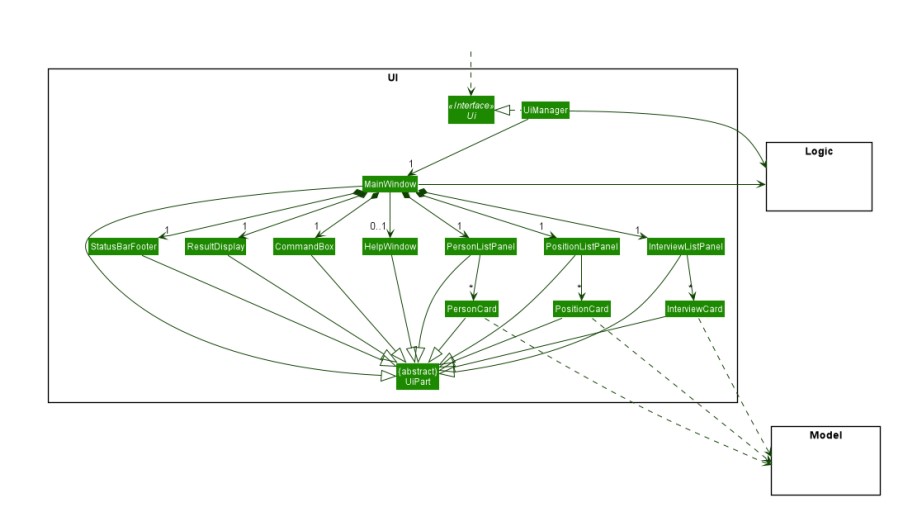 UI
«Interface»
Ui
UiManager
Logic
1
MainWindow
1
1
1
0..1
1
1
1
StatusBarFooter
ResultDisplay
CommandBox
HelpWindow
PersonListPanel
PositionListPanel
InterviewListPanel
*
*
*
PersonCard
PositionCard
InterviewCard
{abstract}
UiPart
Model